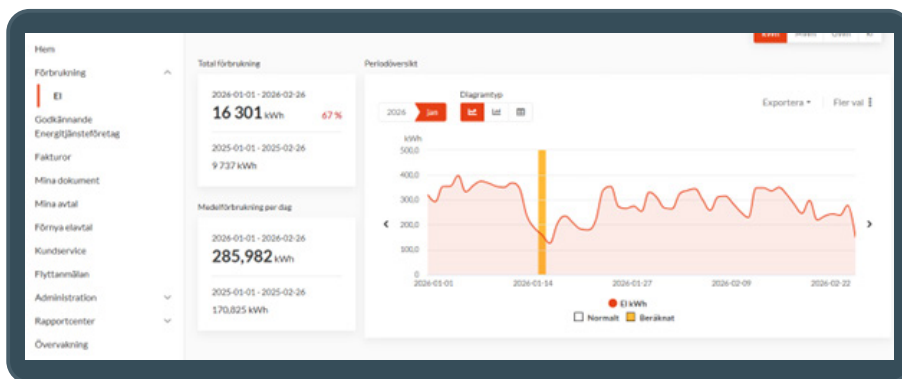 Hem
Förbrukning
El
Godkännande
Energitjänsteföretag
Fakturor
Mina dokument
Mina avtal
Förnya elavtal
Kundservice
Flyttanmälan
Administration
Rapportcenter
Övervakning
Total förbrukning
2026-01-01 - 2026-02-26
16 301 kWh 67 %
2025-01-01 - 2025-02-26
9 737 kWh
Medelförbrukning per dag
2026-01-01 - 2026-02-26
285,982 kWh
2025-01-01 - 2025-02-26
170,825 kWh
Periodöversikt
Diagramtyp
2026 Jan
Exportera Fler val
kWh
500,0
400,0
300,0
200,0
100,0
0
2026-01-01 2026-01-14 2026-01-27 2026-02-09 2026-02-22
El kWh
Normalt Beräknat